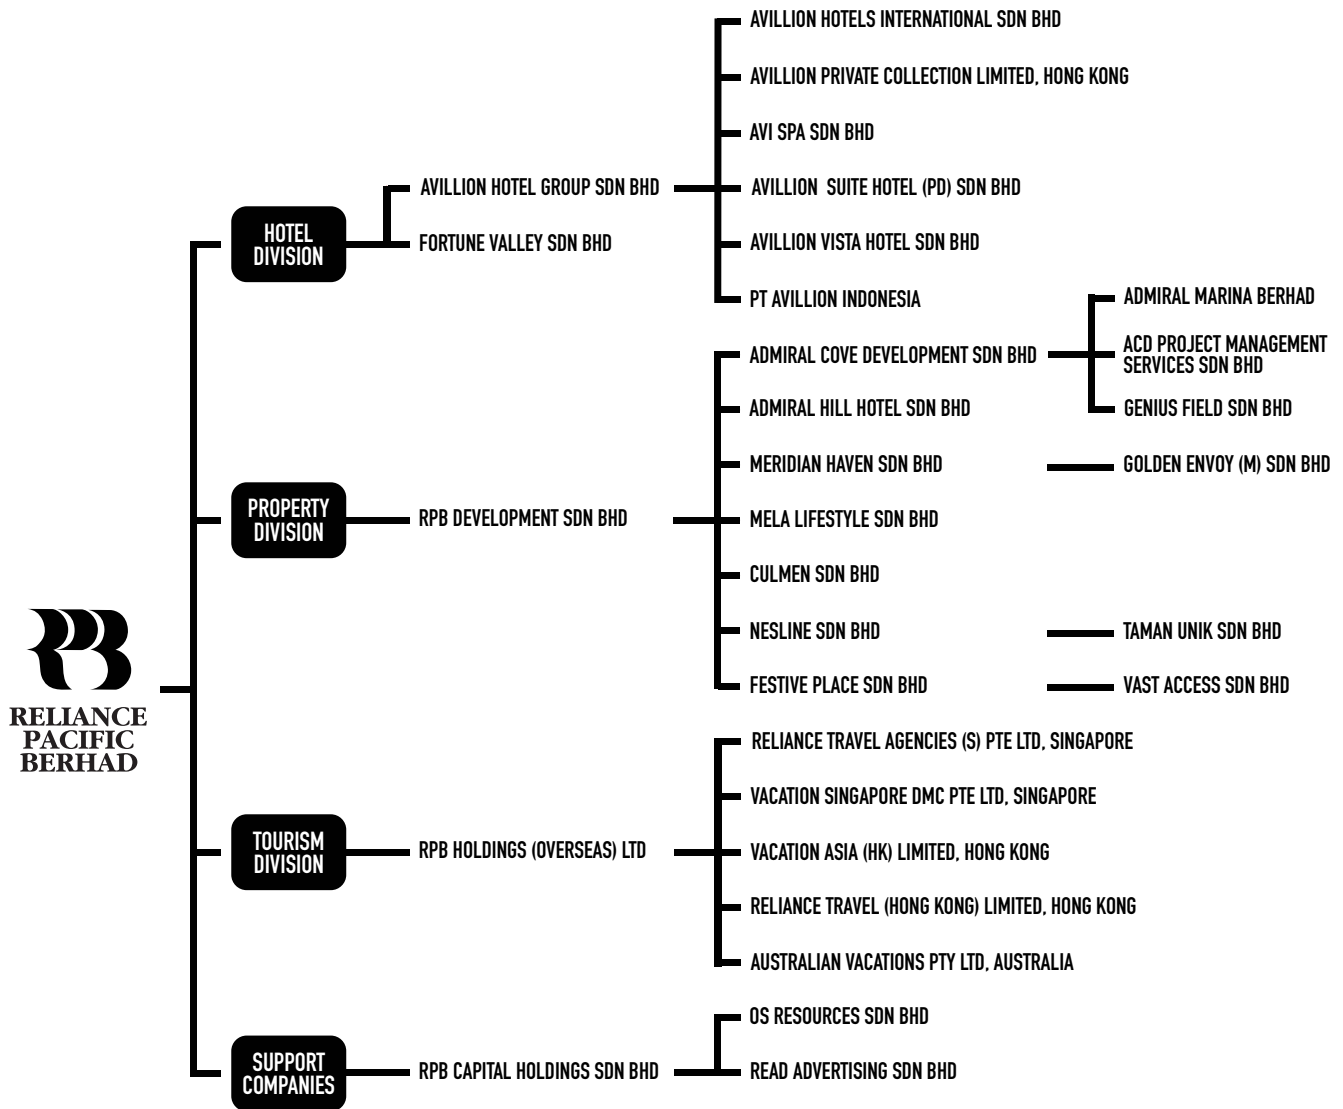 RELIANCE
PACIFIC
BERHAD
HOTEL
DIVISION
AVILLION HOTEL GROUP SDN BHD
FORTUNE VALLEY SDN BHD
AVILLION HOTELS INTERNATIONAL SDN BHD
AVILLION PRIVATE COLLECTION LIMITED, HONG KONG
AVI SPA SDN BHD
AVILLION SUITE HOTEL (PD) SDN BHD
AVILLION VISTA HOTEL SDN BHD
PT AVILLION INDONESIA
PROPERTY
DIVISION
RPB DEVELOPMENT SDN BHD
ADMIRAL COVE DEVELOPMENT SDN BHD
ADMIRAL MARINA BERHAD
ACD PROJECT MANAGEMENT
SERVICES SDN BHD
GENIUS FIELD SDN BHD
ADMIRAL HILL HOTEL SDN BHD
MERIDIAN HAVEN SDN BHD
GOLDEN ENVOY (M) SDN BHD
MELA LIFESTYLE SDN BHD
CULMEN SDN BHD
NESLINE SDN BHD
TAMAN UNIK SDN BHD
FESTIVE PLACE SDN BHD
VAST ACCESS SDN BHD
TOURISM
DIVISION
RPB HOLDINGS (OVERSEAS) LTD
RELIANCE TRAVEL AGENCIES (S) PTE LTD, SINGAPORE
VACATION SINGAPORE DMC PTE LTD, SINGAPORE
VACATION ASIA (HK) LIMITED, HONG KONG
RELIANCE TRAVEL (HONG KONG) LIMITED, HONG KONG
AUSTRALIAN VACATIONS PTY LTD, AUSTRALIA
SUPPORT
COMPANIES
RPB CAPITAL HOLDINGS SDN BHD
OS RESOURCES SDN BHD
READ ADVERTISING SDN BHD